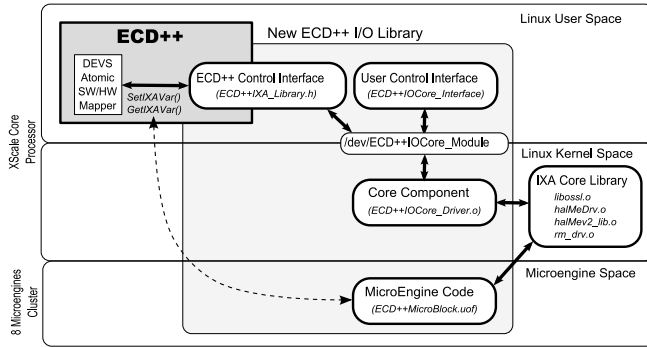 Linux User Space
ECD++
New ECD++ I/O Library
DEVS
Atomic
SW/HW
Mapper
SetIXAVar()
GetIXAVar()
ECD++ Control Interface
(ECD++IXA_Library.h)
User Control Interface
(ECD++IOCore_Interface)
/dev/ECD++IOCore_Module
XScale Core
Processor
Linux Kernel Space
Core Component
(ECD++IOCore_Driver.o)
IXA Core Library
libossl.o
halMeDrv.o
halMev2_lib.o
rm_drv.o
Microengine Space
8 Microengines
Cluster
MicroEngine Code
(ECD++MicroBlock.uof)